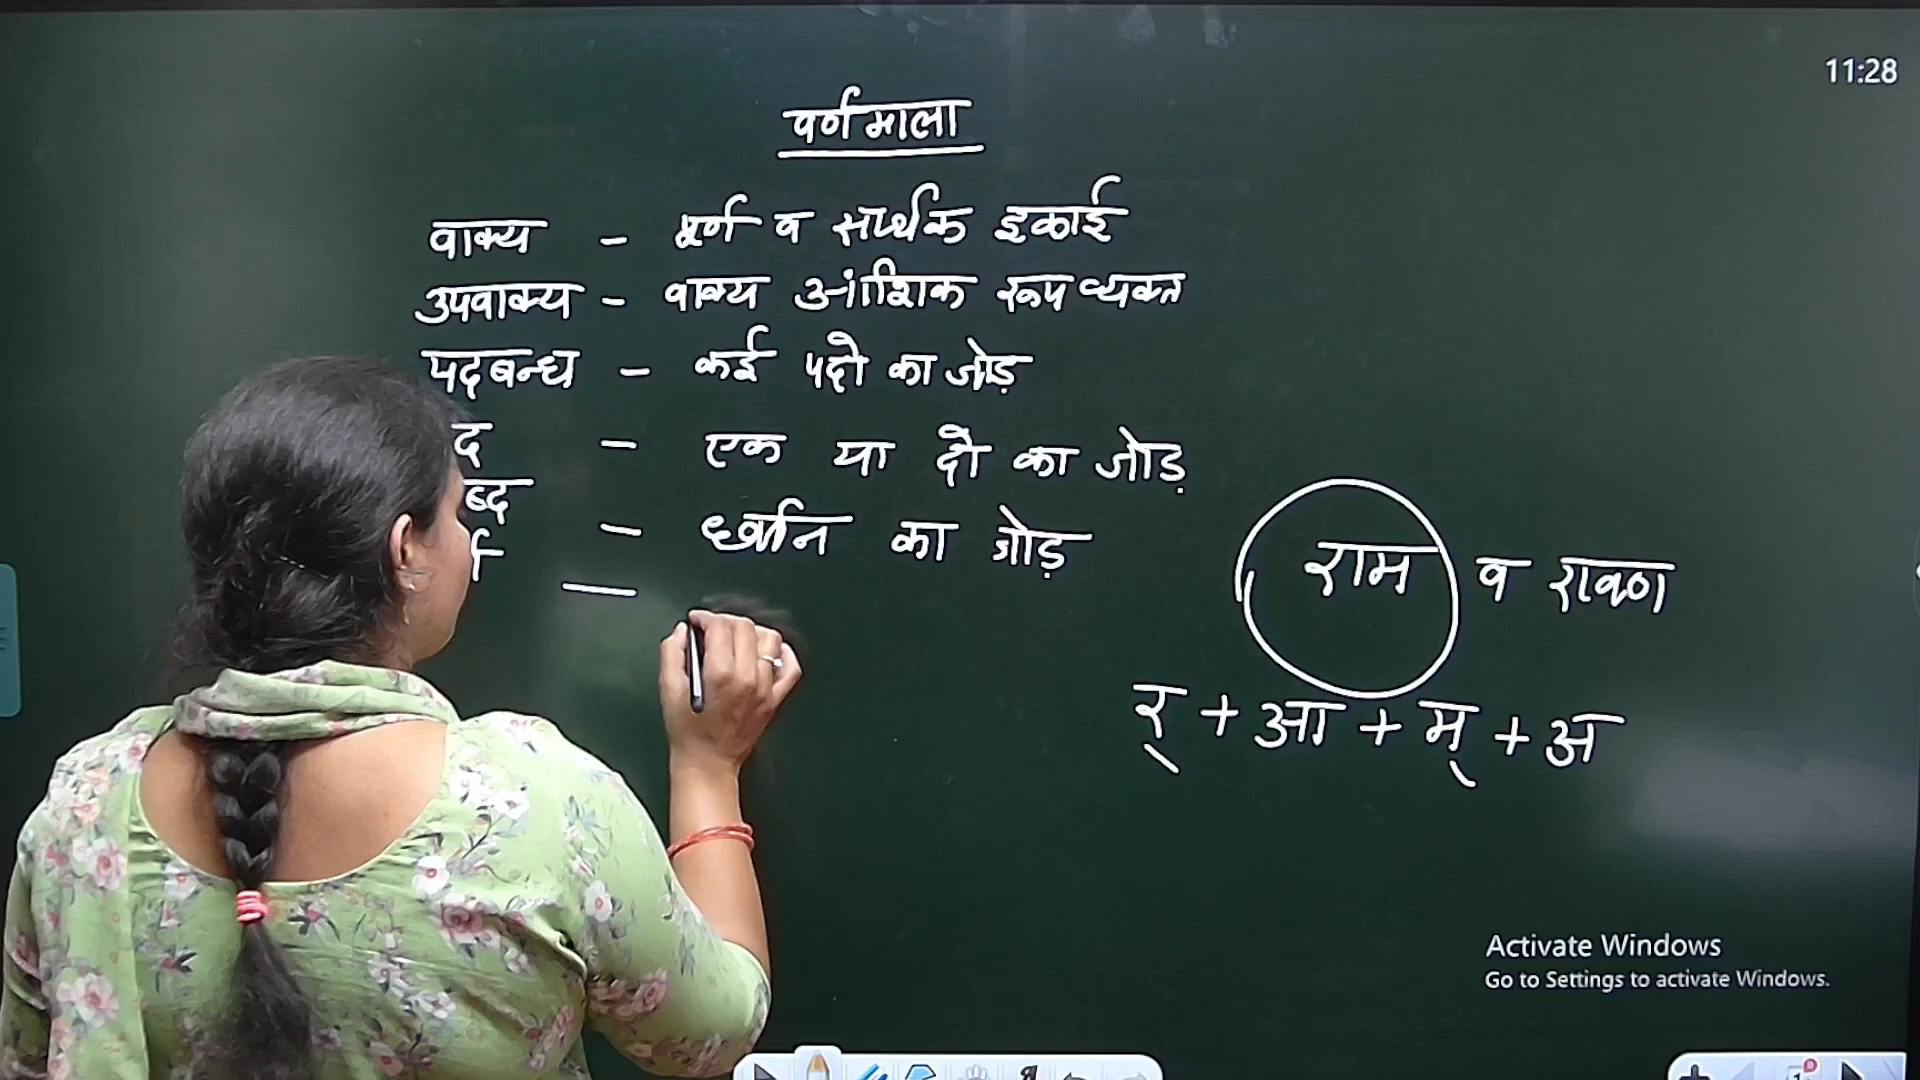 11:28
वर्णमाला
वाक्य - पूर्ण व सार्थक इकाई
उपवाक्य - वाक्य आंशिक रूप व्यक्त
पदबन्ध - कई पदो का जोड़
द - एक या दो का जोड़
ब्द
- ध्वनि का जोड़
राम व रावण
र् + आ + म् + अ
Activate Windows
Go to Settings to activate Windows.